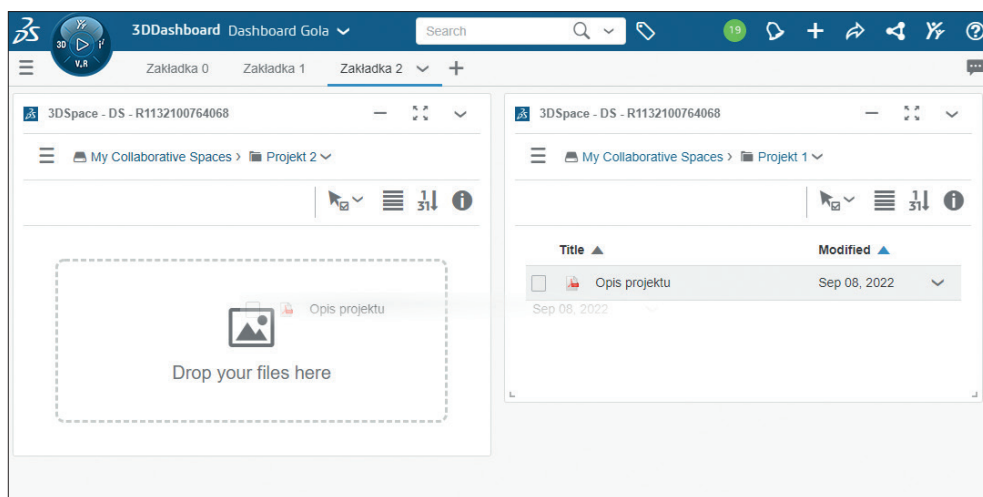 3DDashboard Dashboard Gola Search 19
3D i² V.R
Zakładka 0 Zakładka 1 Zakładka 2
3DSpace - DS - R1132100764068
My Collaborative Spaces > Projekt 2
Opis projektu
Drop your files here
3DSpace - DS - R1132100764068
My Collaborative Spaces > Projekt 1
Title Modified
Opis projektu Sep 08, 2022
Sep 08, 2022